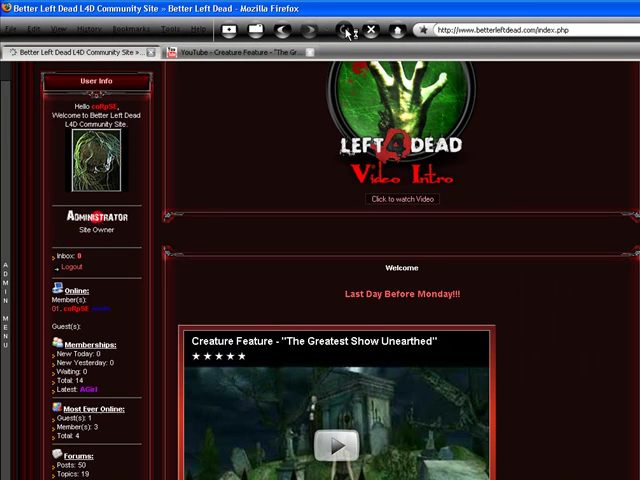 Better Left Dead L4D Community Site » Better Left Dead - Mozilla Firefox
File Edit View History Bookmarks Tools Help
http://www.betterleftdead.com/index.php
Better Left Dead L4D Community Site »...
YouTube - Creature Feature - "The Gr...
User Info
Hello coRpSE,
Welcome to Better Left Dead
L4D Community Site.
ADMINISTRATOR
Site Owner
Inbox: 0
Logout
Online:
Member(s):
01. coRpSE
Guest(s):
Memberships:
New Today: 0
New Yesterday: 0
Waiting: 0
Total: 14
Latest: AGirl
Most Ever Online:
Guest(s): 1
Member(s): 3
Total: 4
Forums:
Posts: 50
Topics: 19
ADMIN MENU
LEFT 4 DEAD
Video Intro
Click to watch Video
Welcome
Last Day Before Monday!!!
Creature Feature - "The Greatest Show Unearthed"